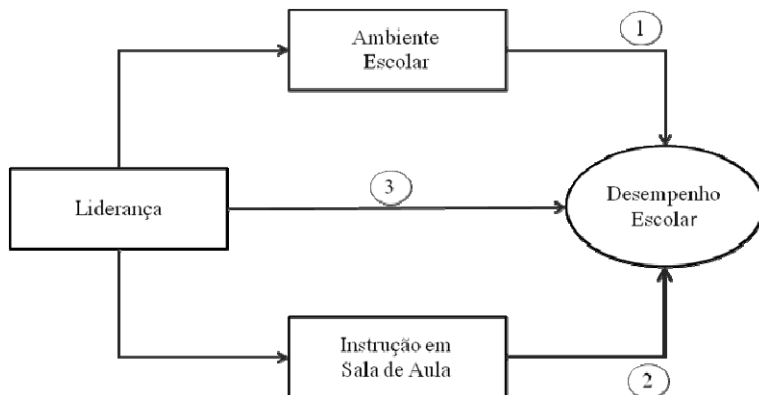 Ambiente
Escolar
1
Liderança
3
Desempenho
Escolar
Instrução em
Sala de Aula
2